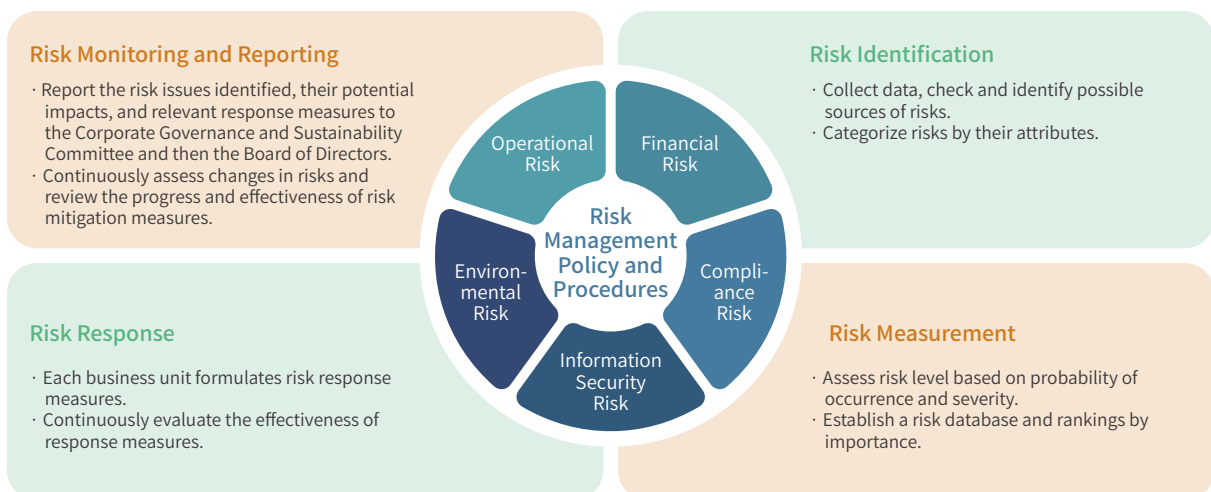 Risk Monitoring and Reporting
· Report the risk issues identified, their potential
impacts, and relevant response measures to
the Corporate Governance and Sustainability
Committee and then the Board of Directors.
· Continuously assess changes in risks and
review the progress and effectiveness of risk
mitigation measures.
Risk Identification
· Collect data, check and identify possible
sources of risks.
· Categorize risks by their attributes.
Operational
Risk
Financial
Risk
Risk
Management
Policy and
Procedures
Environ-
mental
Risk
Compli-
ance
Risk
Information
Security
Risk
Risk Response
· Each business unit formulates risk response
measures.
· Continuously evaluate the effectiveness of
response measures.
Risk Measurement
· Assess risk level based on probability of
occurrence and severity.
· Establish a risk database and rankings by
importance.